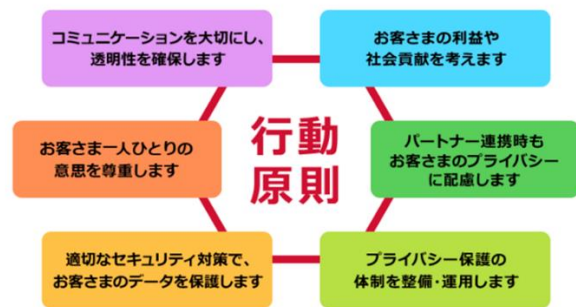 コミュニケーションを大切にし、
透明性を確保します
お客さまの利益や
社会貢献を考えます
お客さま一人ひとりの
意思を尊重します
行動
原則
パートナー連携時も
お客さまのプライバシー
に配慮します
適切なセキュリティ対策で、
お客さまのデータを保護します
プライバシー保護の
体制を整備・運用します